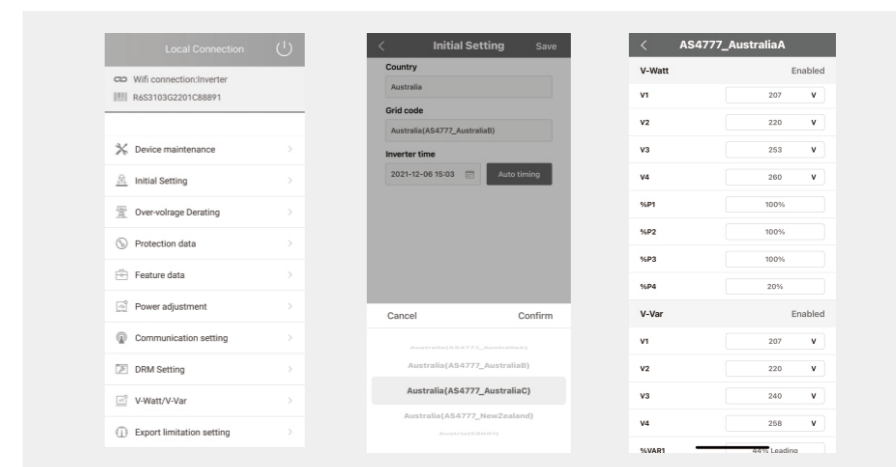 Local Connection
Wifi connection:Inverter
R6S3103G2201C88891
Device maintenance
Initial Setting
Over-volrage Derating
Protection data
Feature data
Power adjustment
Communication setting
DRM Setting
V-Watt/V-Var
Export limitation setting
Initial Setting Save
Country
Australia
Grid code
Australia(AS4777_AustraliaB)
Inverter time
2021-12-06 15:03 Auto timing
Cancel Confirm
Australia(AS4777_AustraliaA)
Australia(AS4777_AustraliaB)
Australia(AS4777_AustraliaC)
Australia(AS4777_NewZealand)
AS4777_AustraliaA
V-Watt Enabled
V1 207 V
V2 220 V
V3 253 V
V4 260 V
%P1 100%
%P2 100%
%P3 100%
%P4 20%
V-Var Enabled
V1 207 V
V2 220 V
V3 240 V
V4 258 V
%VAR1 44% Leading